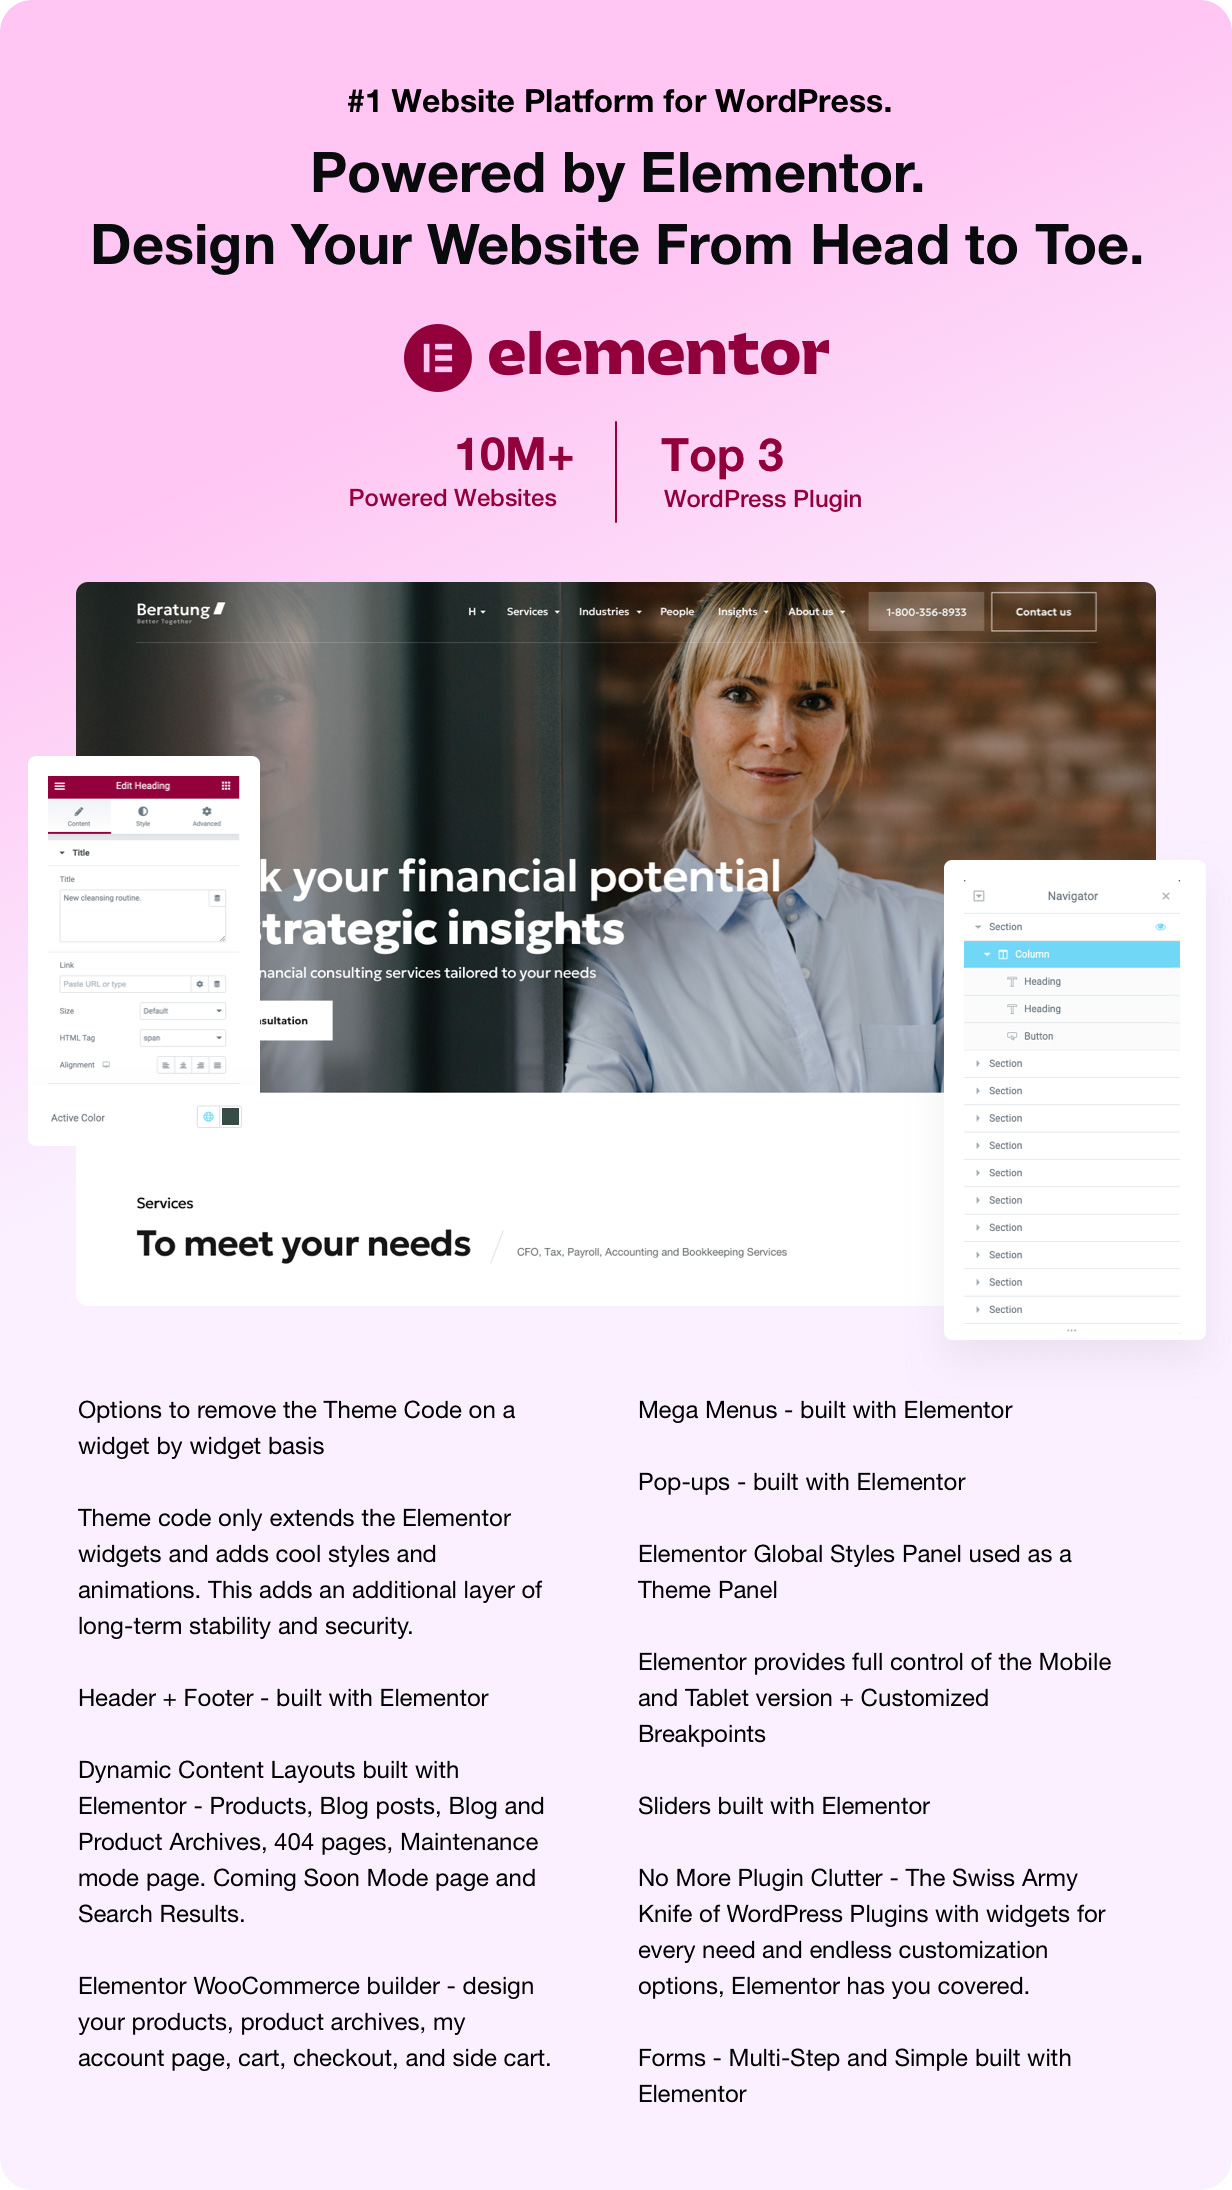 #1 Website Platform for WordPress.
Powered by Elementor.
Design Your Website From Head to Toe.
elementor
10M+
Powered Websites
Top 3
WordPress Plugin
Beratung
Better Together
H
Services
Industries
People
Insights
About us
1-800-356-8933
Contact us
k your financial potential
strategic insights
nancial consulting services tailored to your needs
sultation
Edit Heading
Content
Style
Advanced
Title
Title
New cleansing routine.
Link
Paste URL or type
Size
Default
HTML Tag
span
Alignment
Active Color
Navigator
Section
Column
Heading
Heading
Button
Section
Section
Section
Section
Section
Section
Section
Section
Section
Section
Services
To meet your needs
CFO, Tax, Payroll, Accounting and Bookkeeping Services
Options to remove the Theme Code on a
widget by widget basis
Theme code only extends the Elementor
widgets and adds cool styles and
animations. This adds an additional layer of
long-term stability and security.
Header + Footer - built with Elementor
Dynamic Content Layouts built with
Elementor - Products, Blog posts, Blog and
Product Archives, 404 pages, Maintenance
mode page. Coming Soon Mode page and
Search Results.
Elementor WooCommerce builder - design
your products, product archives, my
account page, cart, checkout, and side cart.
Mega Menus - built with Elementor
Pop-ups - built with Elementor
Elementor Global Styles Panel used as a
Theme Panel
Elementor provides full control of the Mobile
and Tablet version + Customized
Breakpoints
Sliders built with Elementor
No More Plugin Clutter - The Swiss Army
Knife of WordPress Plugins with widgets for
every need and endless customization
options, Elementor has you covered.
Forms - Multi-Step and Simple built with
Elementor